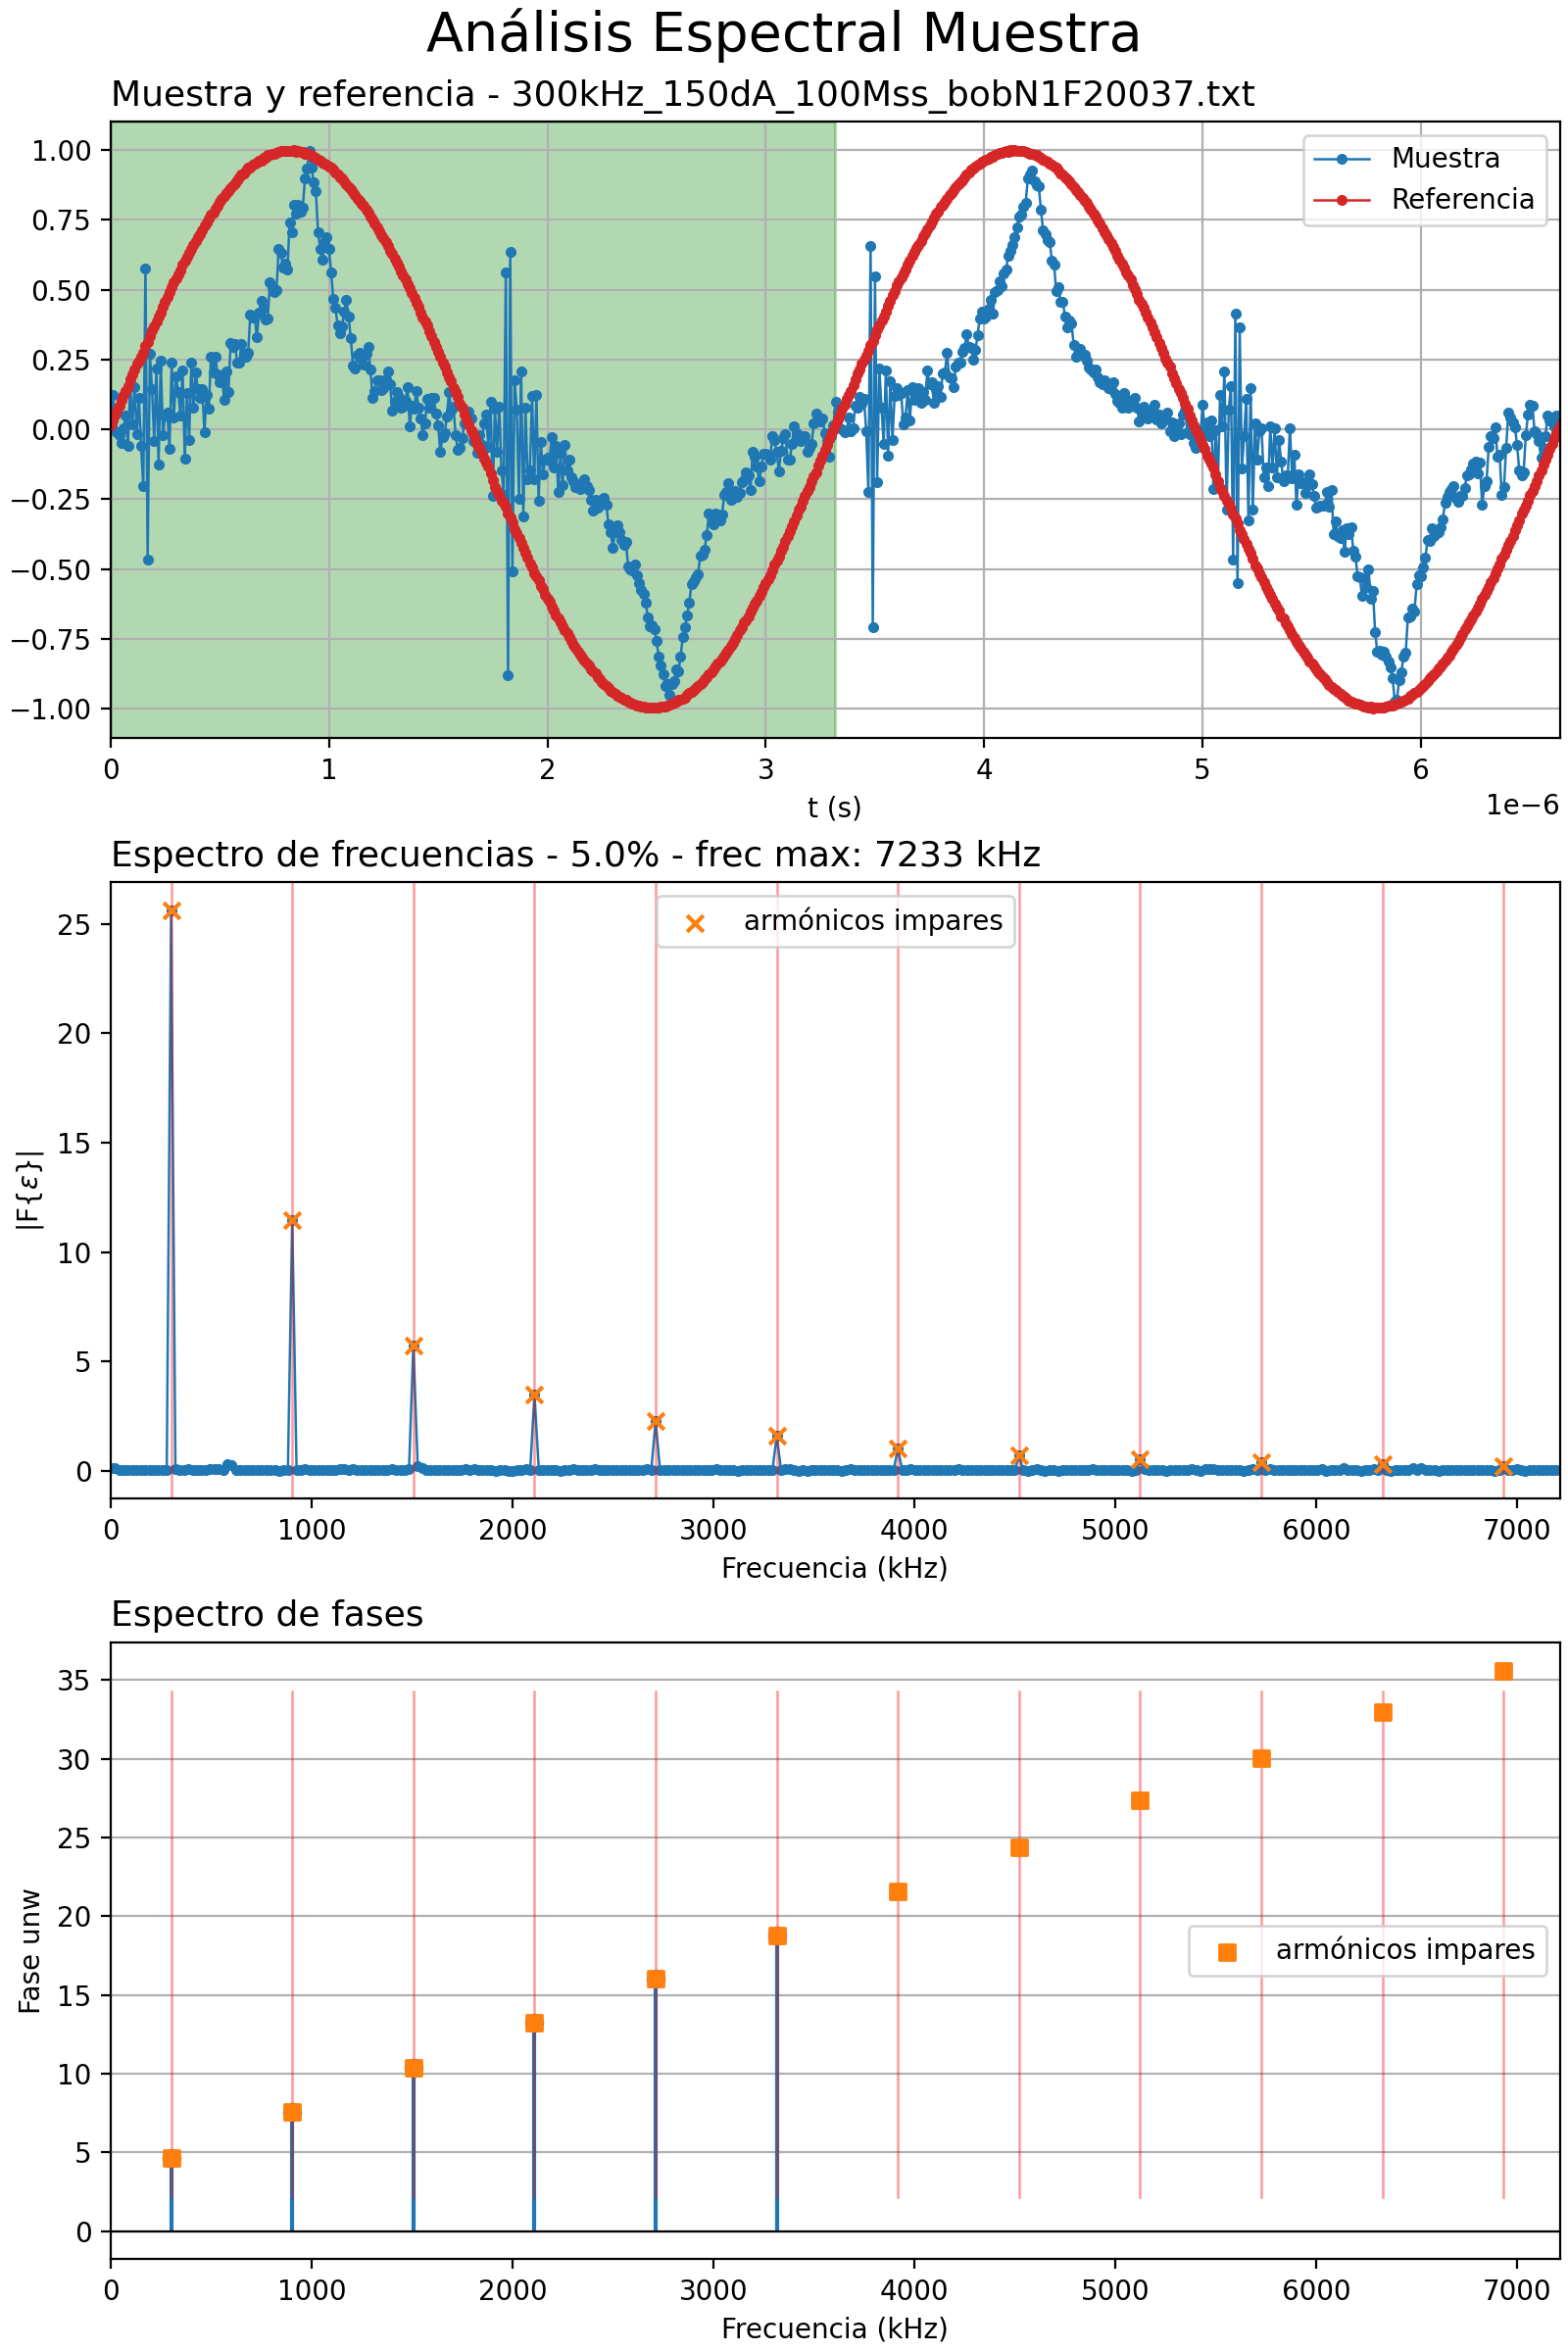 Análisis Espectral Muestra
Muestra y referencia - 300kHz_150dA_100Mss_bobN1F20037.txt
1.00
0.75
0.50
0.25
0.00
−0.25
−0.50
−0.75
−1.00
Muestra
Referencia
0 1 2 3 4 5 6
t (s)
1e−6
Espectro de frecuencias - 5.0% - frec max: 7233 kHz
|F{ε}|
25
20
15
10
5
0
armónicos impares
0 1000 2000 3000 4000 5000 6000 7000
Frecuencia (kHz)
Espectro de fases
Fase unw
35
30
25
20
15
10
5
0
armónicos impares
0 1000 2000 3000 4000 5000 6000 7000
Frecuencia (kHz)